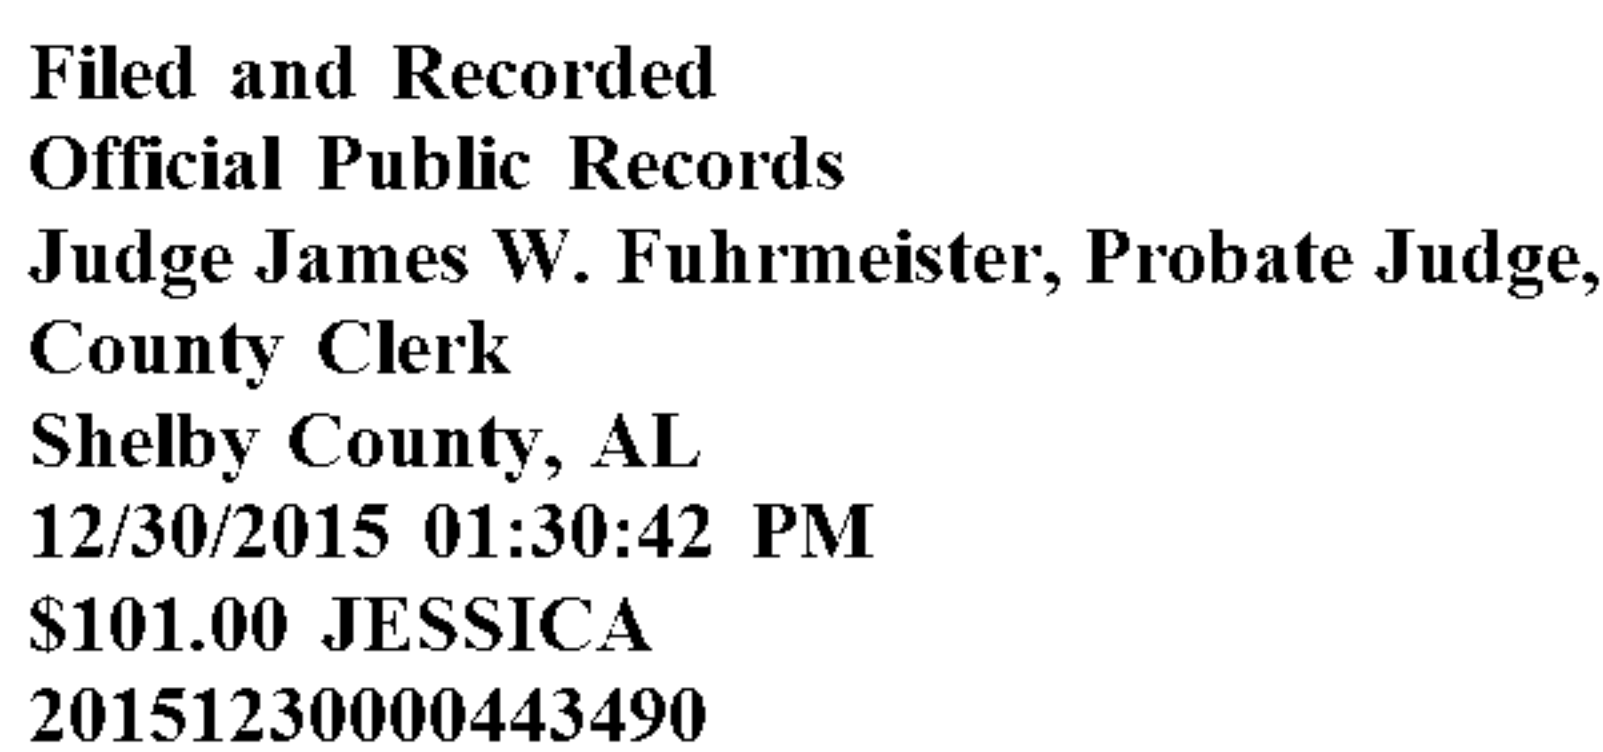 Filed and Recorded
Official Public Records
Judge James W. Fuhrmeister, Probate Judge,
County Clerk
Shelby County, AL
12/30/2015 01:30:42 PM
$101.00 JESSICA
20151230000443490